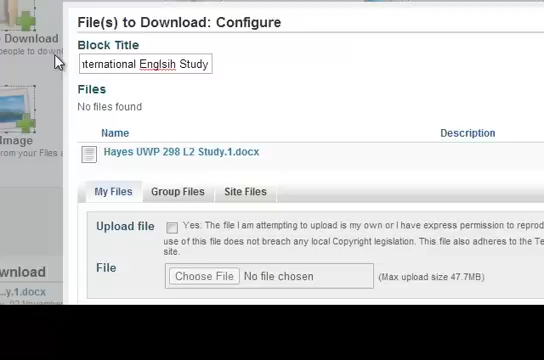 File(s) to Download: Configure
Block Title
nternational Englsih Study
Files
No files found
Name Description
Hayes UWP 298 L2 Study.1.docx
My Files Group Files Site Files
Upload file Yes: The file I am attempting to upload is my own or I have express permission to reprod
use of this file does not breach any local Copyright legislation. This file also adheres to the Te
site.
File Choose File No file chosen (Max upload size 47.7MB)
Download
people to down
Image
from your Files a
wnload
..y.1.docx